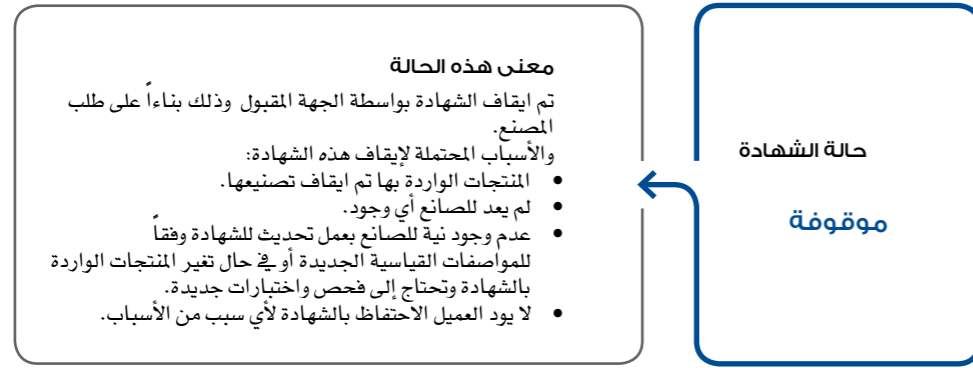 حالة الشهادة
موقوفة
معنى هذه الحالة
تم ايقاف الشهادة بواسطة الجهة المقبول وذلك بناءاً على طلب
المصنع.
والأسباب المحتملة لإيقاف هذه الشهادة:
• المنتجات الواردة بها تم ايقاف تصنيعها.
• لم يعد للصانع أي وجود.
• عدم وجود نية للصانع بعمل تحديث للشهادة وفقاً
للمواصفات القياسية الجديدة أو في حال تغير المنتجات الواردة
بالشهادة وتحتاج إلى فحص واختبارات جديدة.
• لا يود العميل الاحتفاظ بالشهادة لأي سبب من الأسباب.